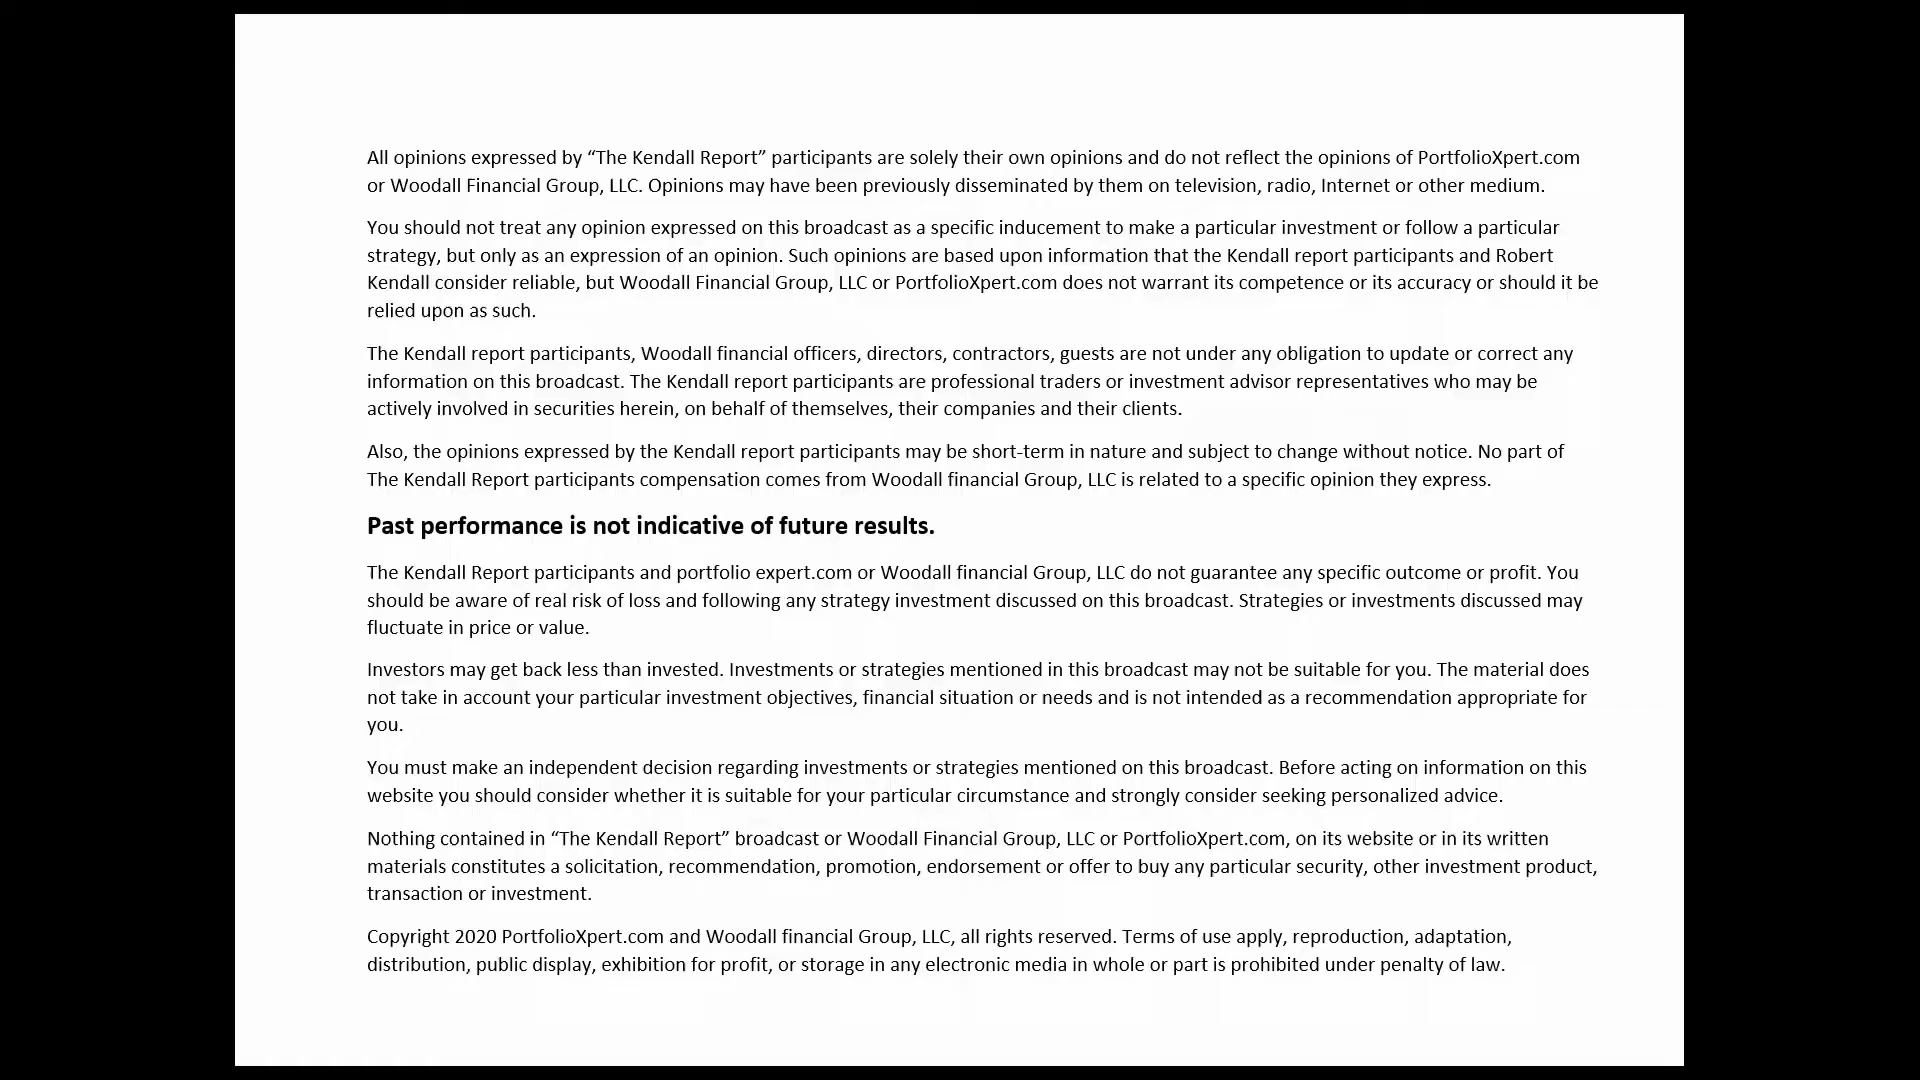 All opinions expressed by “The Kendall Report” participants are solely their own opinions and do not reflect the opinions of PortfolioXpert.com
or Woodall Financial Group, LLC. Opinions may have been previously disseminated by them on television, radio, Internet or other medium.
You should not treat any opinion expressed on this broadcast as a specific inducement to make a particular investment or follow a particular
strategy, but only as an expression of an opinion. Such opinions are based upon information that the Kendall report participants and Robert
Kendall consider reliable, but Woodall Financial Group, LLC or PortfolioXpert.com does not warrant its competence or its accuracy or should it be
relied upon as such.
The Kendall report participants, Woodall financial officers, directors, contractors, guests are not under any obligation to update or correct any
information on this broadcast. The Kendall report participants are professional traders or investment advisor representatives who may be
actively involved in securities herein, on behalf of themselves, their companies and their clients.
Also, the opinions expressed by the Kendall report participants may be short-term in nature and subject to change without notice. No part of
The Kendall Report participants compensation comes from Woodall financial Group, LLC is related to a specific opinion they express.
Past performance is not indicative of future results.
The Kendall Report participants and portfolio expert.com or Woodall financial Group, LLC do not guarantee any specific outcome or profit. You
should be aware of real risk of loss and following any strategy investment discussed on this broadcast. Strategies or investments discussed may
fluctuate in price or value.
Investors may get back less than invested. Investments or strategies mentioned in this broadcast may not be suitable for you. The material does
not take in account your particular investment objectives, financial situation or needs and is not intended as a recommendation appropriate for
you.
You must make an independent decision regarding investments or strategies mentioned on this broadcast. Before acting on information on this
website you should consider whether it is suitable for your particular circumstance and strongly consider seeking personalized advice.
Nothing contained in “The Kendall Report” broadcast or Woodall Financial Group, LLC or PortfolioXpert.com, on its website or in its written
materials constitutes a solicitation, recommendation, promotion, endorsement or offer to buy any particular security, other investment product,
transaction or investment.
Copyright 2020 PortfolioXpert.com and Woodall financial Group, LLC, all rights reserved. Terms of use apply, reproduction, adaptation,
distribution, public display, exhibition for profit, or storage in any electronic media in whole or part is prohibited under penalty of law.